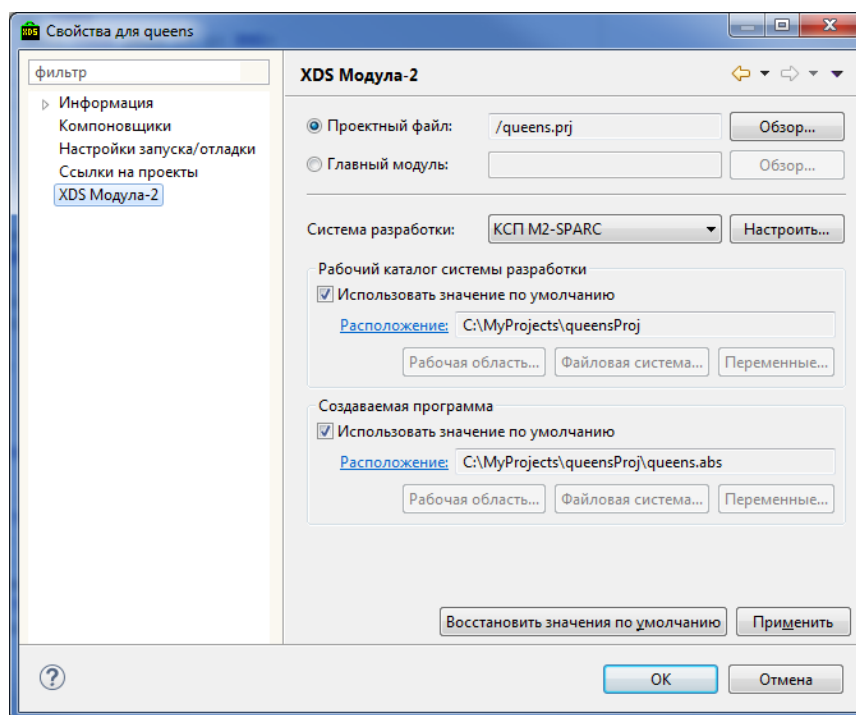 XDS
Свойства для queens
фильтр
Информация
Компоновщики
Настройки запуска/отладки
Ссылки на проекты
XDS Модула-2
XDS Модула-2
Проектный файл: /queens.prj Обзор...
Главный модуль: Обзор...
Система разработки: КСП М2-SPARC Настроить...
Рабочий каталог системы разработки
Использовать значение по умолчанию
Расположение: C:\MyProjects\queensProj
Рабочая область... Файловая система... Переменные...
Создаваемая программа
Использовать значение по умолчанию
Расположение: C:\MyProjects\queensProj\queens.abs
Рабочая область... Файловая система... Переменные...
Восстановить значения по умолчанию Применить
? OK Отмена